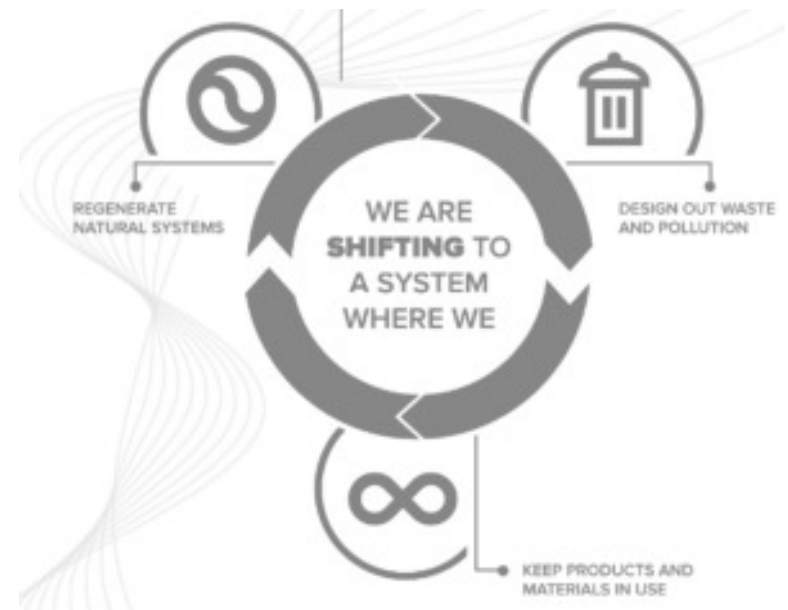 REGENERATE
NATURAL SYSTEMS
WE ARE
SHIFTING TO
A SYSTEM
WHERE WE
DESIGN OUT WASTE
AND POLLUTION
KEEP PRODUCTS AND
MATERIALS IN USE